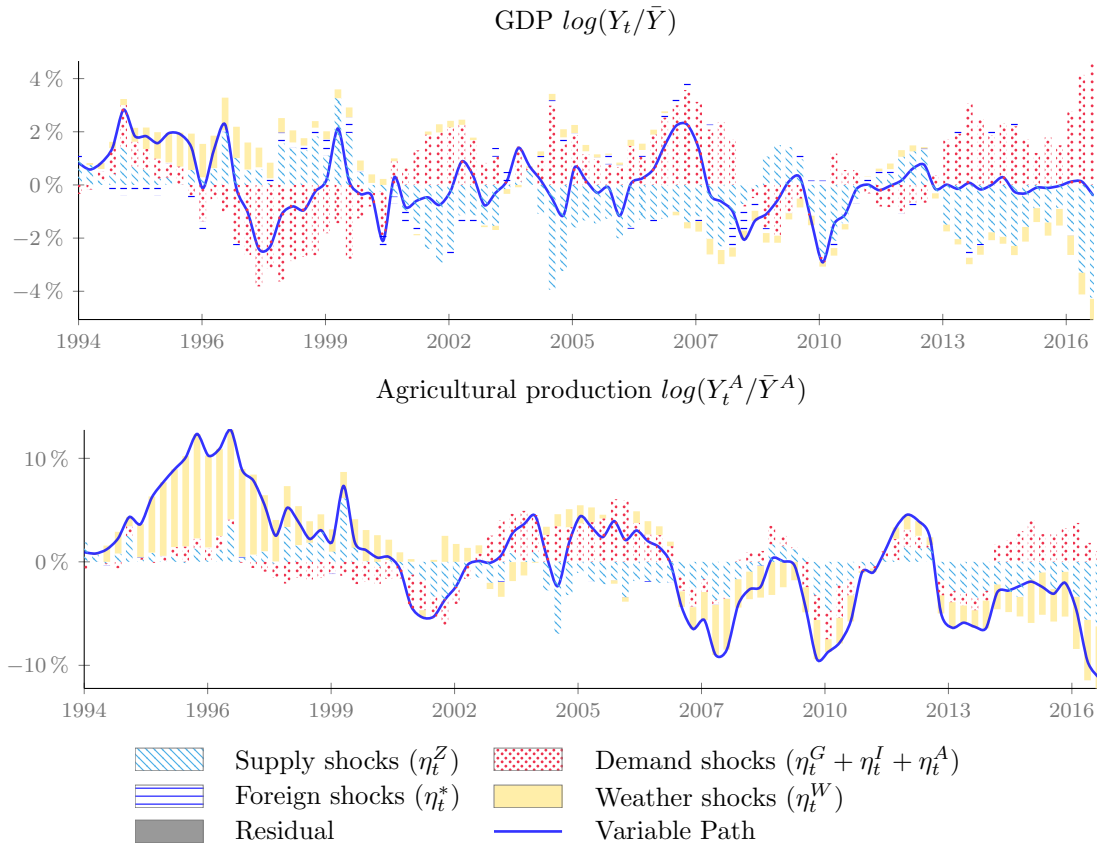 GDP log(Y_t/Ȳ)
4 %
2 %
0 %
−2 %
−4 %
1994 1996 1999 2002 2005 2007 2010 2013 2016
Agricultural production log(Y_t^A/Ȳ^A)
10 %
0 %
−10 %
1994 1996 1999 2002 2005 2007 2010 2013 2016
Supply shocks (η_t^Z) Demand shocks (η_t^G + η_t^I + η_t^A)
Foreign shocks (η_t^*) Weather shocks (η_t^W)
Residual Variable Path